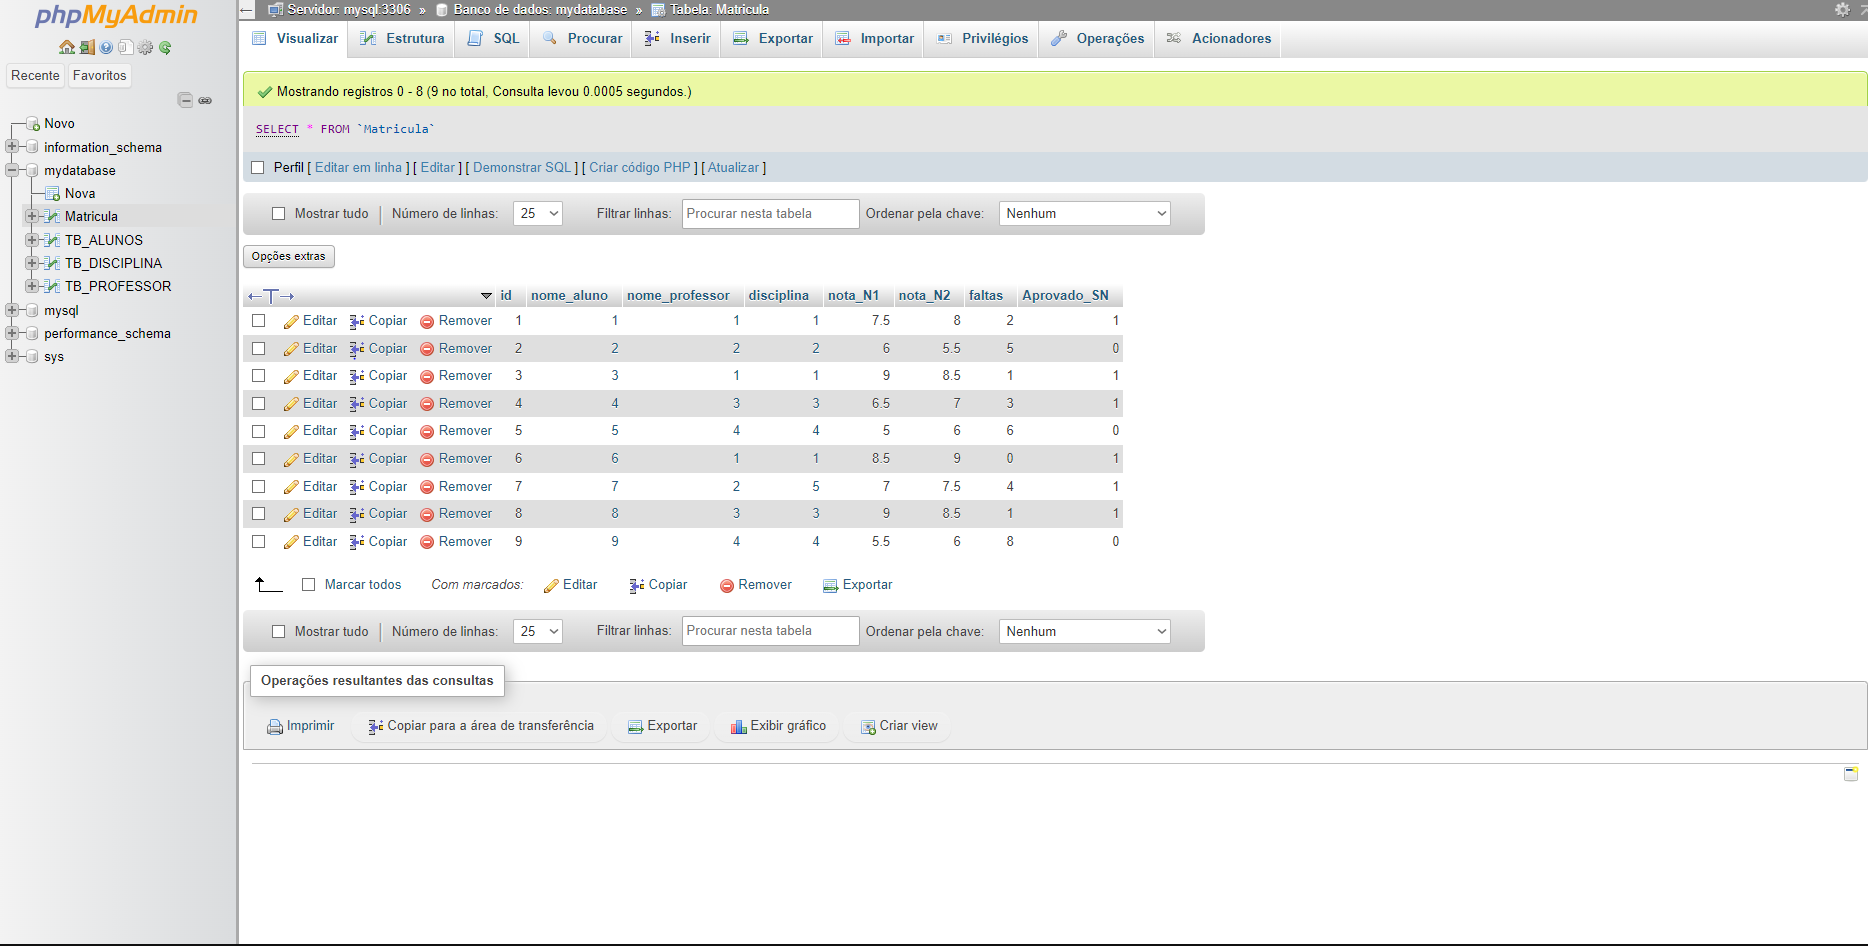 phpMyAdmin
Recente Favoritos
Novo
information_schema
mydatabase
Nova
Matricula
TB_ALUNOS
TB_DISCIPLINA
TB_PROFESSOR
mysql
performance_schema
sys
Servidor: mysql:3306 » Banco de dados: mydatabase » Tabela: Matricula
Visualizar Estrutura SQL Procurar Inserir Exportar Importar Privilégios Operações Acionadores
Mostrando registros 0 - 8 (9 no total, Consulta levou 0.0005 segundos.)
SELECT * FROM `Matricula`
Perfil [ Editar em linha ] [ Editar ] [ Demonstrar SQL ] [ Criar código PHP ] [ Atualizar ]
Mostrar tudo Número de linhas: 25 Filtrar linhas: Procurar nesta tabela Ordenar pela chave: Nenhum
Opções extras
←T→ id nome_aluno nome_professor disciplina nota_N1 nota_N2 faltas Aprovado_SN
Editar Copiar Remover 1 1 1 1 7.5 8 2 1
Editar Copiar Remover 2 2 2 2 6 5.5 5 0
Editar Copiar Remover 3 3 1 1 9 8.5 1 1
Editar Copiar Remover 4 4 3 3 6.5 7 3 1
Editar Copiar Remover 5 5 4 4 5 6 6 0
Editar Copiar Remover 6 6 1 1 8.5 9 0 1
Editar Copiar Remover 7 7 2 5 7 7.5 4 1
Editar Copiar Remover 8 8 3 3 9 8.5 1 1
Editar Copiar Remover 9 9 4 4 5.5 6 8 0
Marcar todos Com marcados: Editar Copiar Remover Exportar
Mostrar tudo Número de linhas: 25 Filtrar linhas: Procurar nesta tabela Ordenar pela chave: Nenhum
Operações resultantes das consultas
Imprimir Copiar para a área de transferência Exportar Exibir gráfico Criar view